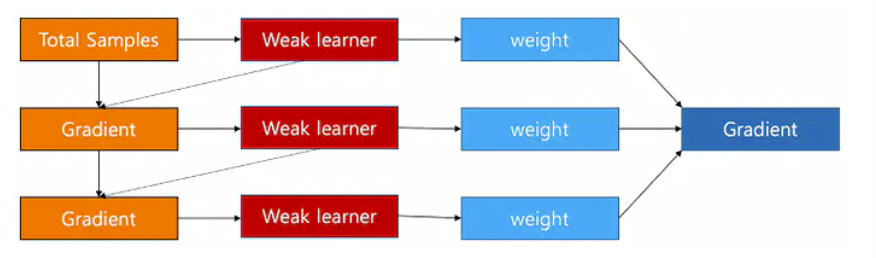 Total Samples
Weak learner
weight
Gradient
Weak learner
weight
Gradient
Gradient
Weak learner
weight